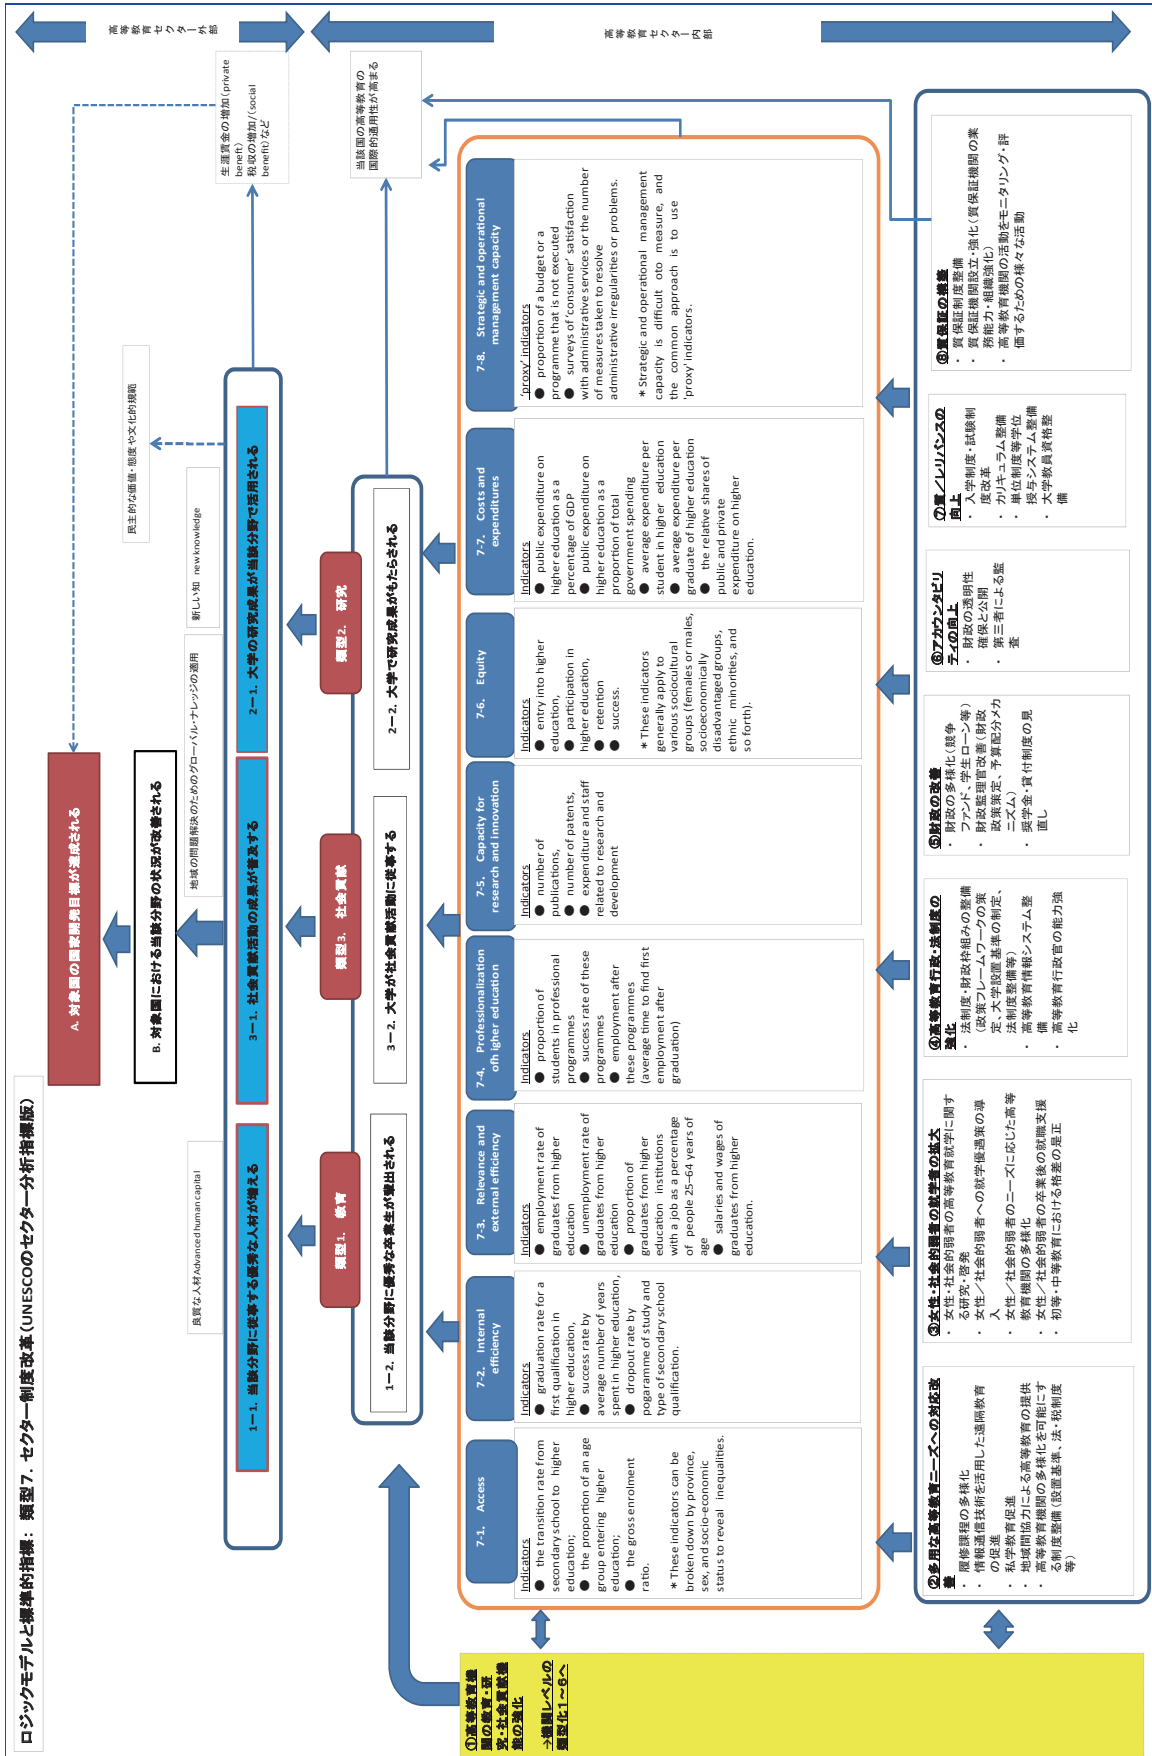 ロジックモデルと標準的指標: 類型7. セクター制度改革(UNESCOのセクター分析指標版)
高等教育セクター外部
高等教育セクター内部
A. 対象国の国家開発目標が達成される
B. 対象国における当該分野の状況が改善される
民主的な価値・態度や文化的規範
生涯賃金の増加(private
benefit)
税収の増加/(social
benefit)など
良質な人材Advanced human capital
地域の問題解決のためのグローバル・ナレッジの適用
新しい知 new knowledge
1-1. 当該分野に従事する優秀な人材が増える
3-1. 社会貢献活動の成果が普及する
2-1. 大学の研究成果が当該分野で活用される
類型1. 教育
類型3. 社会貢献
類型2. 研究
当該国の高等教育の
国際的通用性が高まる
1-2. 当該分野に優秀な卒業生が輩出される
3-2. 大学が社会貢献活動に従事する
2-2. 大学で研究成果がもたらされる
①高等教育機
関の教育・研
究・社会貢献機
能の強化
→機関レベルの
類型化1~6へ
7-1. Access
Indicators
● the transition rate from
secondary school to higher
education;
● the proportion of an age
group entering higher
education;
● the gross enrolment
ratio.
* These indicators can be
broken down by province,
sex, and socio-economic
status to reveal inequalities.
7-2. Internal
efficiency
Indicators
● graduation rate for a
first qualification in
higher education,
● success rate by
average number of years
spent in higher education,
● dropout rate by
pogaramme of study and
type of secondary school
qualification.
7-3. Relevance and
external efficiency
Indicators
● employment rate of
graduates from higher
education
● unemployment rate of
graduates from higher
education
● proportion of
graduates from higher
education institutions
with a job as a percentage
of people 25–64 years of
age
● salaries and wages of
graduates from higher
education.
7-4. Professionalization
ofh igher education
Indicators
● proportion of
students in professional
programmes
● success rate of these
programmes
● employment after
these programmes
(average time to find first
employment after
graduation)
7-5. Capacity for
research and innovation
Indicators
● number of
publications,
● number of patents,
● expenditure and staff
related to research and
development
7-6. Equity
Indicators
● entry into higher
education,
● participation in
higher education,
● retention
● success.
* These indicators
generally apply to
various sociocultural
groups (females or males,
socioeconomically
disadvantaged groups,
ethnic minorities, and
so forth).
7-7. Costs and
expenditures
Indicators
● public expenditure on
higher education as a
percentage of GDP
● public expenditure on
higher education as a
proportion of total
government spending
● average expenditure per
student in higher education
● average expenditure per
graduate of higher education
● the relative shares of
public and private
expenditure on higher
education.
7-8. Strategic and operational
management capacity
'proxy' indicators
● proportion of a budget or a
programme that is not executed
● surveys of 'consumer' satisfaction
with administrative services or the number
of measures taken to resolve
administrative irregularities or problems.
* Strategic and operational management
capacity is difficult oto measure, and
the common approach is to use
'proxy' indicators.
②多用な高等教育ニーズへの対応改
善
・ 履修課程の多様化
・ 情報通信技術を活用した遠隔教育
の促進
・ 私学教育促進
・ 地域間協力による高等教育の提供
・ 高等教育機関の多様化を可能にす
る制度整備(設置基準、法・税制度
等)
③女性・社会的弱者の就学者の拡大
・ 女性・社会的弱者の高等教育就学に関す
る研究・啓発
・ 女性/社会的弱者への就学優遇策の導
入
・ 女性/社会的弱者のニーズに応じた高等
教育機関の多様化
・ 女性/社会的弱者の卒業後の就職支援
・ 初等・中等教育における格差の是正
④高等教育行政・法制度の
強化
・ 法制度・財政枠組みの整備
(政策フレームワークの策
定、大学設置基準の制定、
法制度整備等)
・ 高等教育情報システム整
備
・ 高等教育行政官の能力強
化
⑤財政の改善
・ 財政の多様化(競争
ファンド、学生ローン等)
・ 財政監理官改善(財政
政策策定、予算配分メカ
ニズム)
・ 奨学金・貸付制度の見
直し
⑥アカウンタビリ
ティの向上
・ 財政の透明性
確保と公開
・ 第三者による監
査
⑦質/レリバンスの
向上
・ 入学制度・試験制
度改革
・ カリキュラム整備
・ 単位制度等学位
授与システム整備
・ 大学教員資格整
備
⑧質保証の構築
・ 質保証制度整備
・ 質保証機関設立・強化(質保証機関の業
務能力・組織強化)
・ 高等教育機関の活動をモニタリング・評
価するための様々な活動